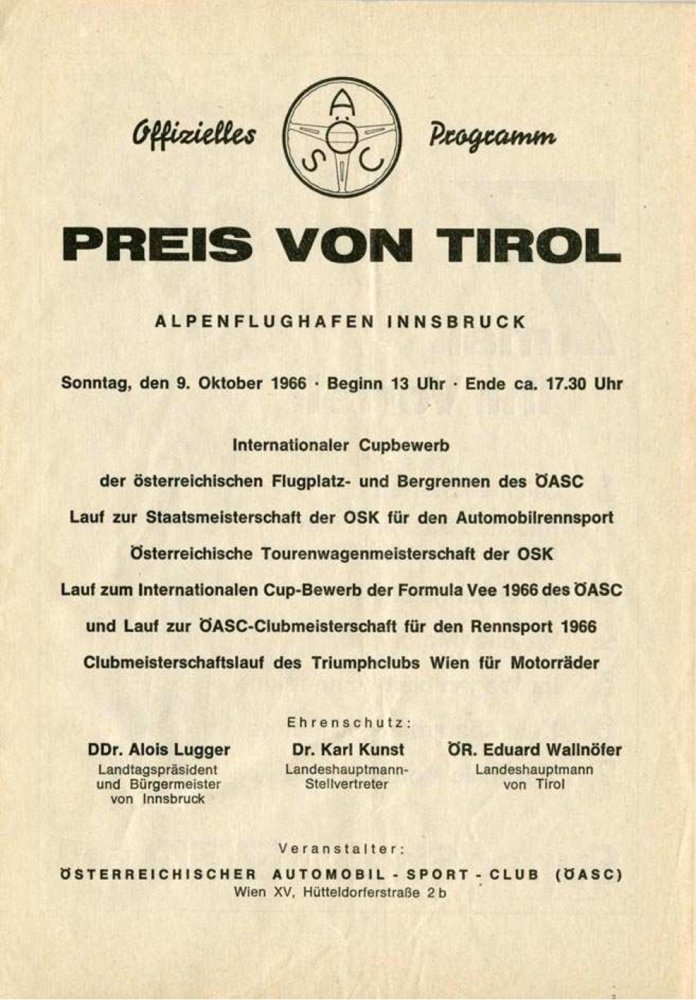 Offizielles Programm
A
S C
PREIS VON TIROL
ALPENFLUGHAFEN INNSBRUCK
Sonntag, den 9. Oktober 1966 · Beginn 13 Uhr · Ende ca. 17.30 Uhr
Internationaler Cupbewerb
der österreichischen Flugplatz- und Bergrennen des ÖASC
Lauf zur Staatsmeisterschaft der OSK für den Automobilrennsport
Österreichische Tourenwagenmeisterschaft der OSK
Lauf zum Internationalen Cup-Bewerb der Formula Vee 1966 des ÖASC
und Lauf zur ÖASC-Clubmeisterschaft für den Rennsport 1966
Clubmeisterschaftslauf des Triumphclubs Wien für Motorräder
Ehrenschutz:
DDr. Alois Lugger
Landtagspräsident
und Bürgermeister
von Innsbruck
Dr. Karl Kunst
Landeshauptmann-
Stellvertreter
ÖR. Eduard Wallnöfer
Landeshauptmann
von Tirol
Veranstalter:
ÖSTERREICHISCHER AUTOMOBIL - SPORT - CLUB (ÖASC)
Wien XV, Hütteldorferstraße 2 b